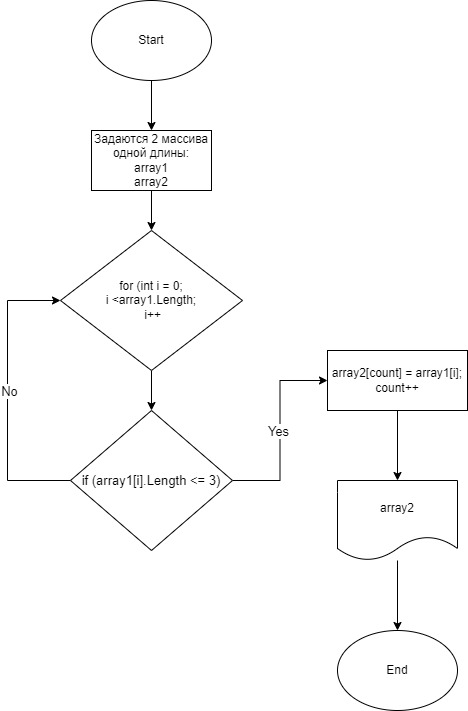 Start
Задаются 2 массива
одной длины:
array1
array2
for (int i = 0;
i <array1.Length;
i++
No
if (array1[i].Length <= 3)
Yes
array2[count] = array1[i];
count++
array2
End